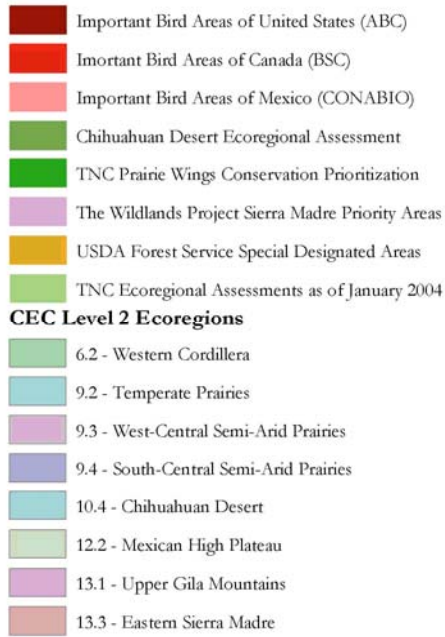 Important Bird Areas of United States (ABC)
Imortant Bird Areas of Canada (BSC)
Important Bird Areas of Mexico (CONABIO)
Chihuahuan Desert Ecoregional Assessment
TNC Prairie Wings Conservation Prioritization
The Wildlands Project Sierra Madre Priority Areas
USDA Forest Service Special Designated Areas
TNC Ecoregional Assessments as of January 2004
CEC Level 2 Ecoregions
6.2 - Western Cordillera
9.2 - Temperate Prairies
9.3 - West-Central Semi-Arid Prairies
9.4 - South-Central Semi-Arid Prairies
10.4 - Chihuahuan Desert
12.2 - Mexican High Plateau
13.1 - Upper Gila Mountains
13.3 - Eastern Sierra Madre